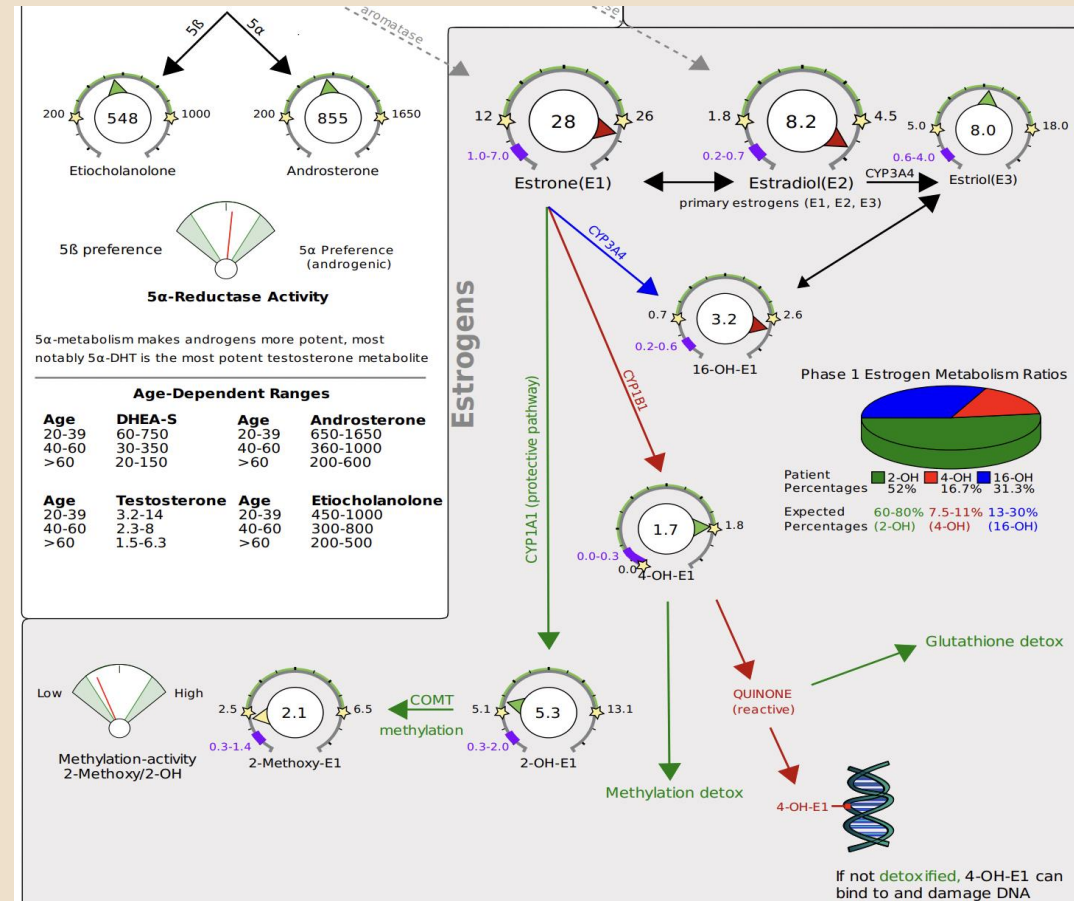 aromatase
5ß
5α
200
548
1000
Etiocholanolone
200
855
1650
Androsterone
5ß preference
5α Preference
(androgenic)
5α-Reductase Activity
5α-metabolism makes androgens more potent, most
notably 5α-DHT is the most potent testosterone metabolite
Age-Dependent Ranges
Age DHEA-S Age Androsterone
20-39 60-750 20-39 650-1650
40-60 30-350 40-60 360-1000
>60 20-150 >60 200-600
Age Testosterone Age Etiocholanolone
20-39 3.2-14 20-39 450-1000
40-60 2.3-8 40-60 300-800
>60 1.5-6.3 >60 200-500
Estrogens
12
28
26
1.0-7.0
Estrone(E1)
1.8
8.2
4.5
0.2-0.7
Estradiol(E2)
CYP3A4
5.0
8.0
18.0
0.6-4.0
Estriol(E3)
primary estrogens (E1, E2, E3)
CYP3A4
0.7
3.2
2.6
0.2-0.6
16-OH-E1
CYP1B1
CYP1A1 (protective pathway)
Phase 1 Estrogen Metabolism Ratios
Patient 2-OH 4-OH 16-OH
Percentages 52% 16.7% 31.3%
Expected 60-80% 7.5-11% 13-30%
Percentages (2-OH) (4-OH) (16-OH)
1.7
1.8
0.0-0.3
0.0
4-OH-E1
Low
High
Methylation-activity
2-Methoxy/2-OH
2.5
2.1
6.5
0.3-1.4
2-Methoxy-E1
COMT
methylation
5.1
5.3
13.1
0.3-2.0
2-OH-E1
Methylation detox
QUINONE
(reactive)
Glutathione detox
4-OH-E1
If not detoxified, 4-OH-E1 can
bind to and damage DNA